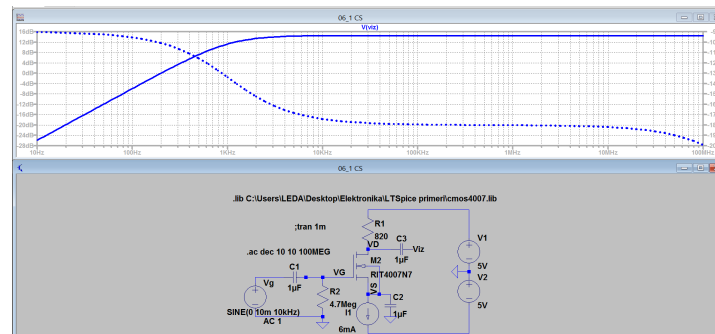 06_1 CS
V(viz)
16dB
12dB
8dB
4dB
0dB
-4dB
-8dB
-12dB
-16dB
-20dB
-24dB
-28dB
10Hz 100Hz 1KHz 10KHz 100KHz 1MHz 10MHz 100MHz
06_1 CS
.lib C:\Users\LEDA\Desktop\Elektronika\LTSpice primeri\cmos4007.lib
;tran 1m
R1
820
VD
C3
1µF
Viz
V1
5V
.ac dec 10 10 100MEG
M2
RIT4007N7
C1
1µF
VG
Vg
R2
4.7Meg
VS
C2
1µF
V2
5V
SINE(0 10m 10kHz)
AC 1
I1
6mA